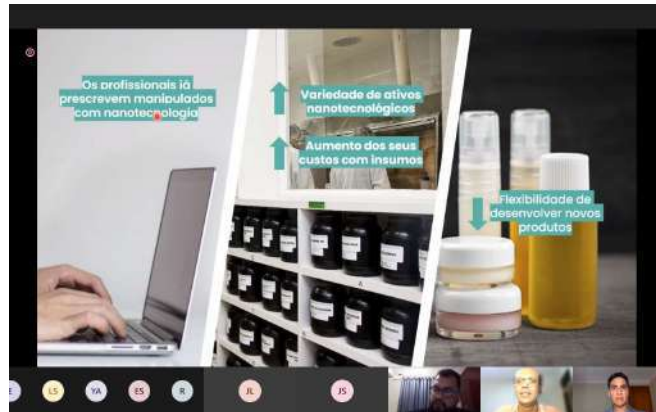 Os profissionais já
prescrevem manipulados
com nanotecnologia
Variedade de ativos
nanotecnológicos
Aumento dos seus
custos com insumos
Flexibilidade de
desenvolver novos
produtos
E
LS
YA
ES
R
JL
JS